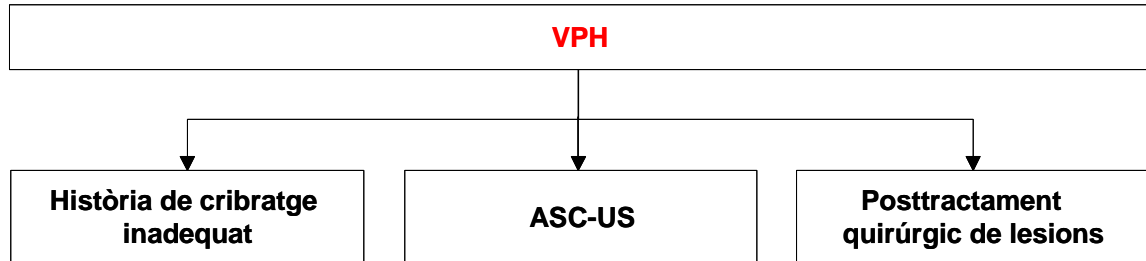 VPH
Història de cribratge
inadequat
ASC-US
Posttractament
quirúrgic de lesions